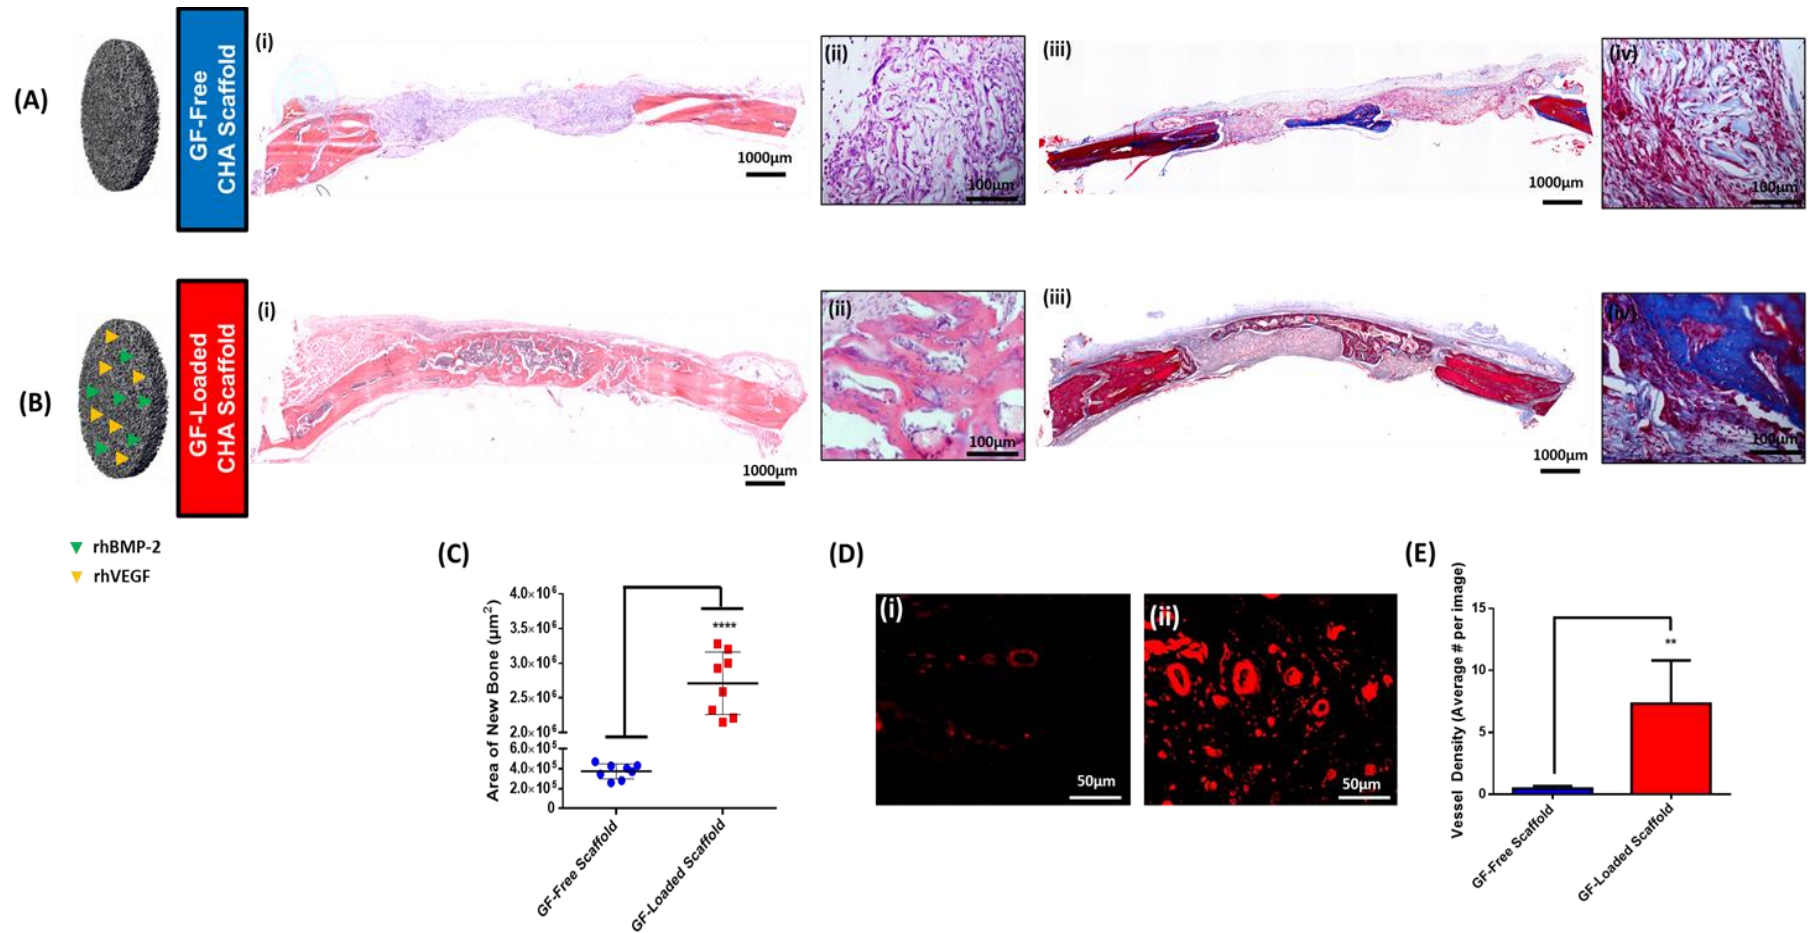 (A)
GF-Free
CHA Scaffold
(i)
1000µm
(ii)
100µm
(iii)
1000µm
(iv)
100µm
(B)
GF-Loaded
CHA Scaffold
(i)
1000µm
(ii)
100µm
(iii)
1000µm
(iv)
100µm
rhBMP-2
rhVEGF
(C)
Area of New Bone (µm²)
4.0×10⁶
3.5×10⁶
3.0×10⁶
2.5×10⁶
2.0×10⁶
6.0×10⁵
4.0×10⁵
2.0×10⁵
0
****
GF-Free Scaffold
GF-Loaded Scaffold
(D)
(i)
50µm
(ii)
50µm
(E)
Vessel Density (Average # per image)
15
10
5
0
**
GF-Free Scaffold
GF-Loaded Scaffold